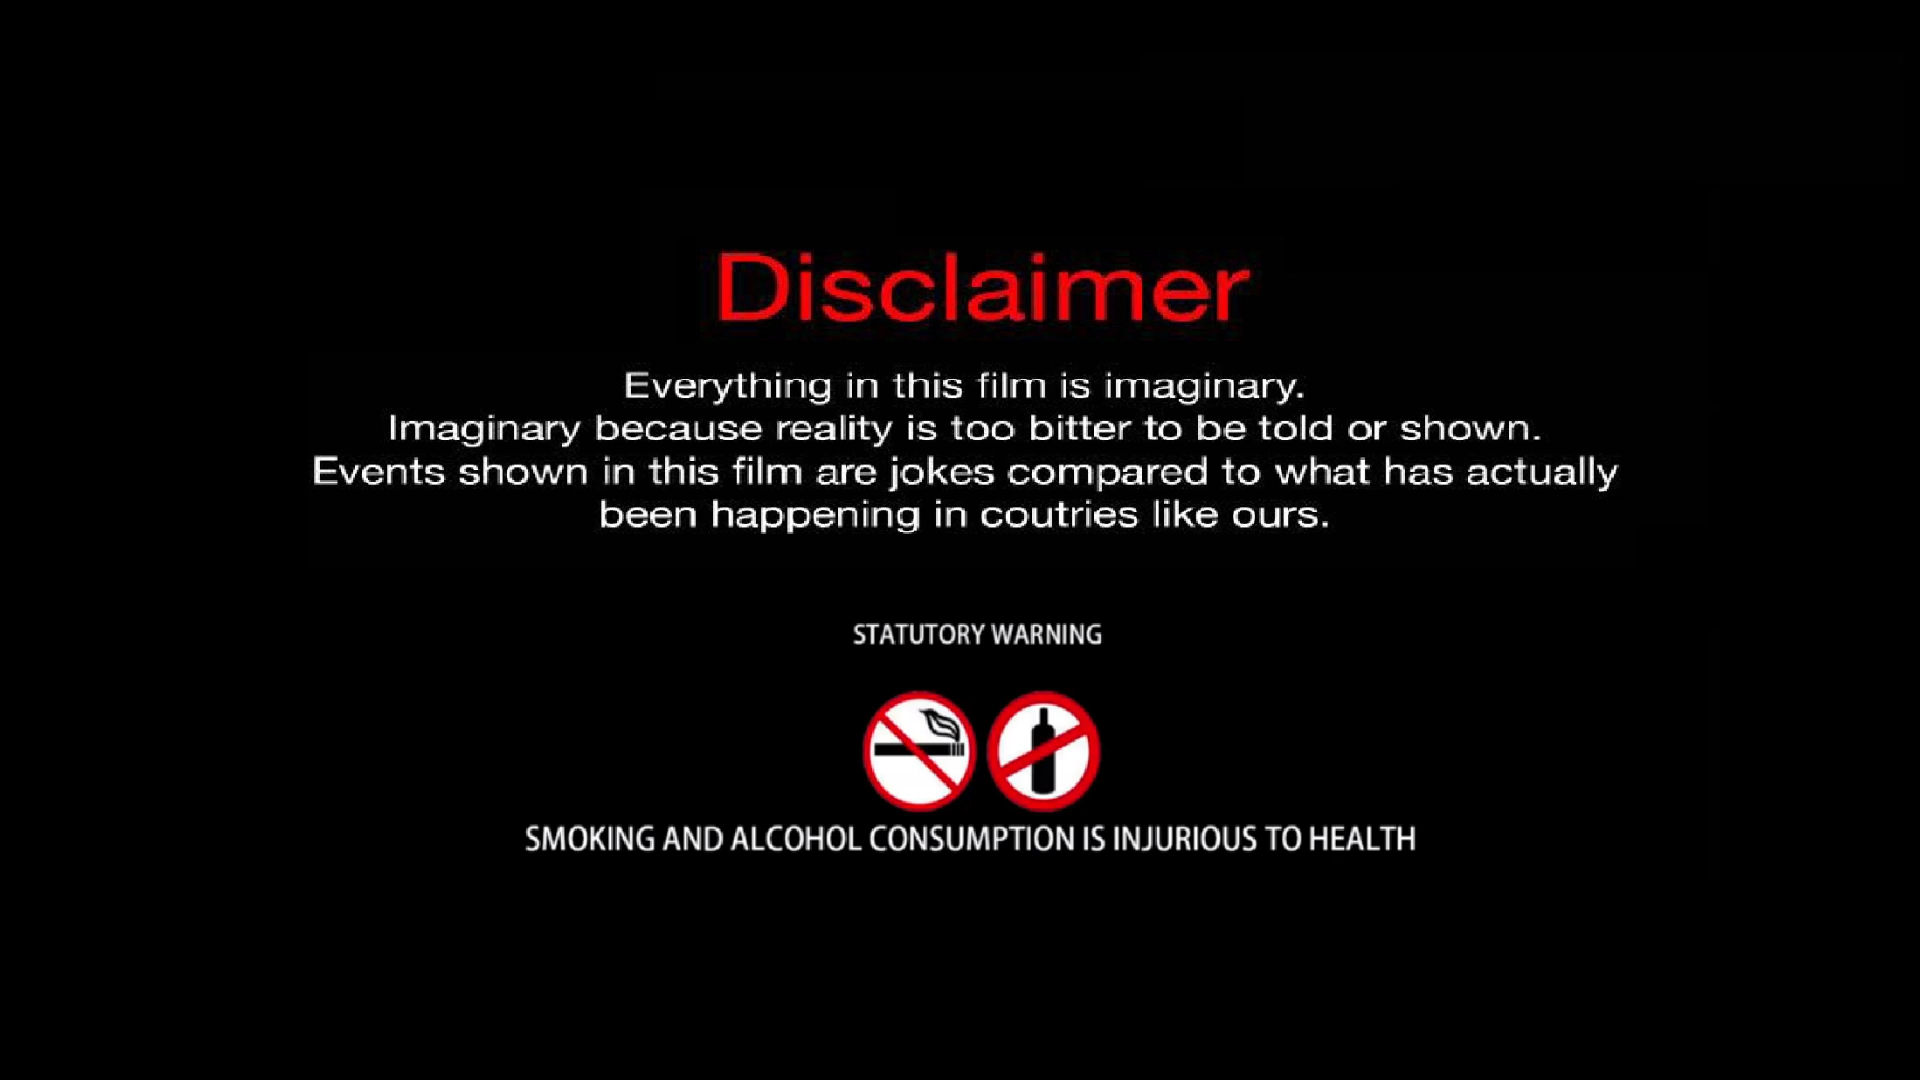 Disclaimer
Everything in this film is imaginary.
Imaginary because reality is too bitter to be told or shown.
Events shown in this film are jokes compared to what has actually
been happening in coutries like ours.
STATUTORY WARNING
SMOKING AND ALCOHOL CONSUMPTION IS INJURIOUS TO HEALTH